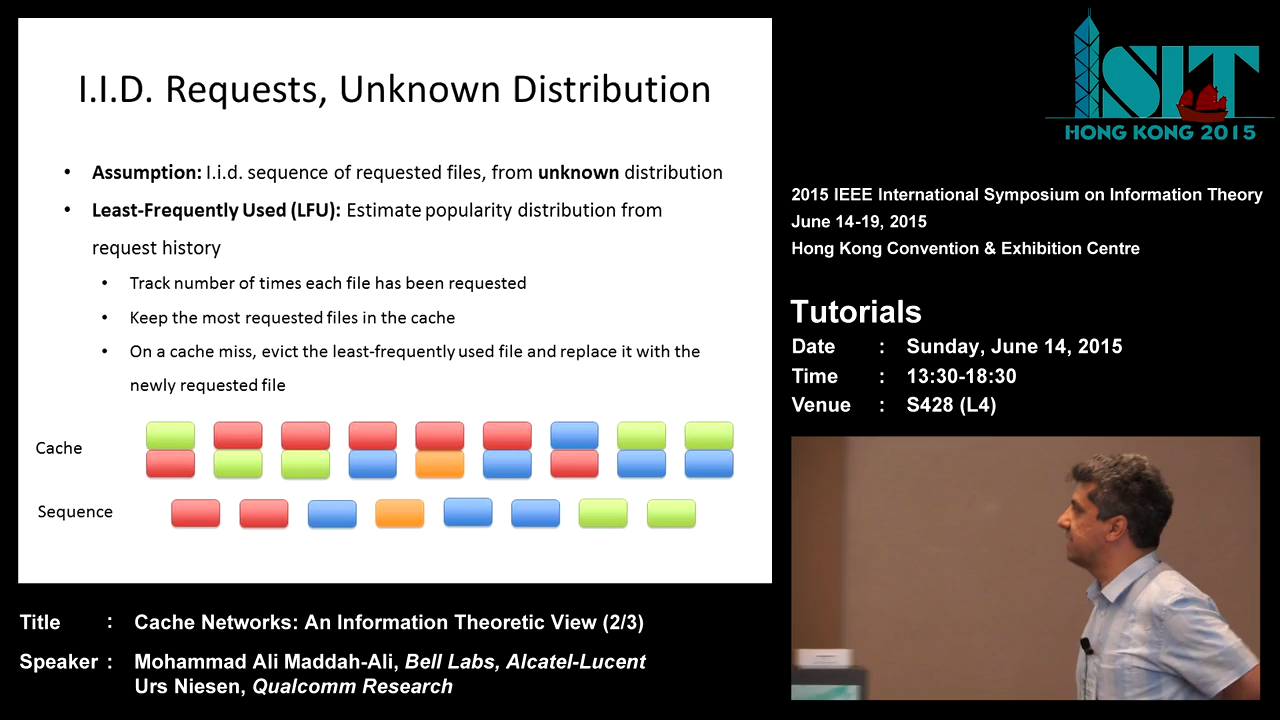 I.I.D. Requests, Unknown Distribution
• Assumption: I.i.d. sequence of requested files, from unknown distribution
• Least-Frequently Used (LFU): Estimate popularity distribution from
request history
• Track number of times each file has been requested
• Keep the most requested files in the cache
• On a cache miss, evict the least-frequently used file and replace it with the
newly requested file
Cache
Sequence
ISIT
HONG KONG 2015
2015 IEEE International Symposium on Information Theory
June 14-19, 2015
Hong Kong Convention & Exhibition Centre
Tutorials
Date : Sunday, June 14, 2015
Time : 13:30-18:30
Venue : S428 (L4)
Title : Cache Networks: An Information Theoretic View (2/3)
Speaker : Mohammad Ali Maddah-Ali, Bell Labs, Alcatel-Lucent
Urs Niesen, Qualcomm Research